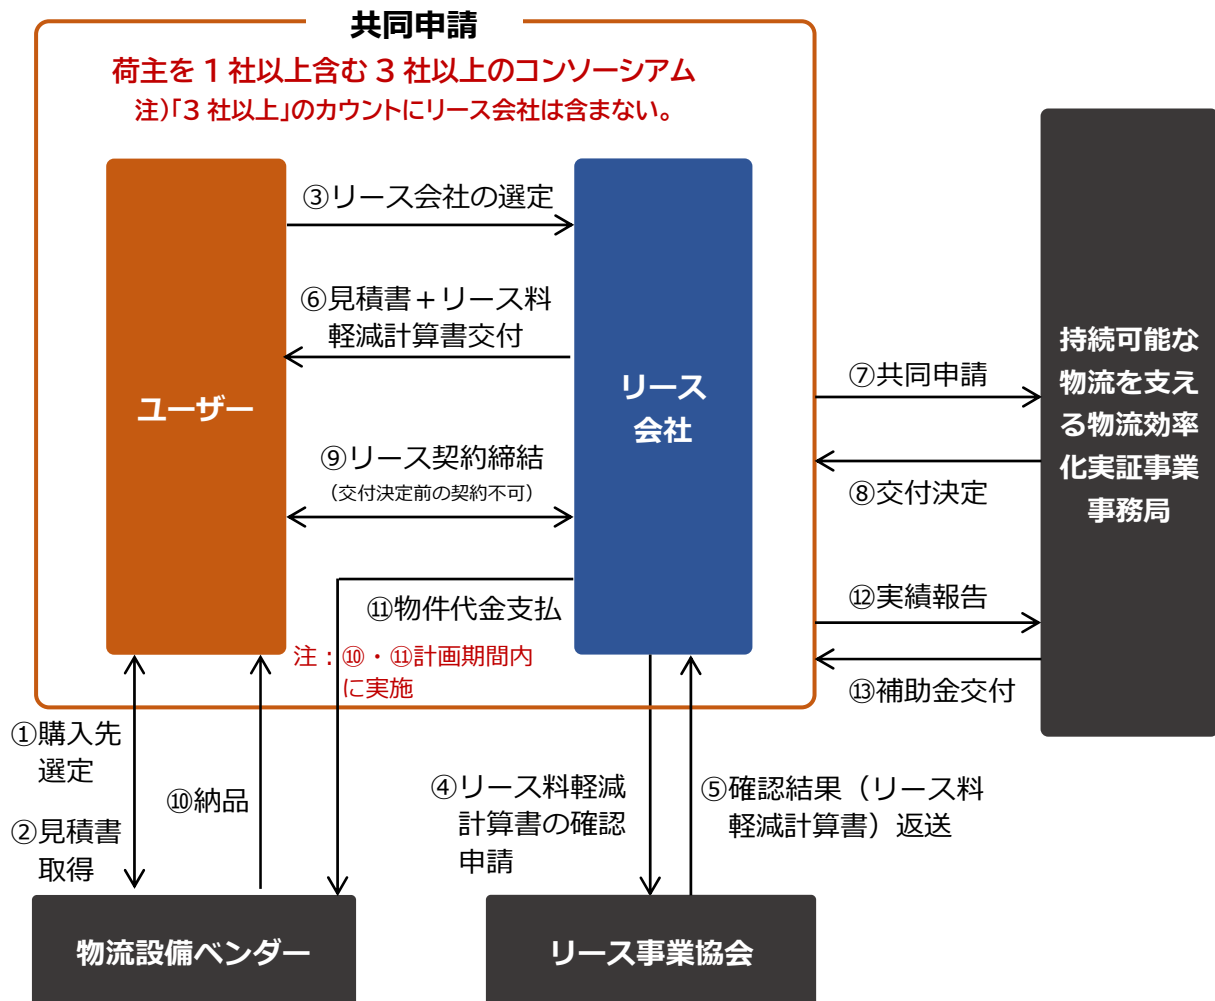 共同申請
荷主を１社以上含む３社以上のコンソーシアム
注）「３社以上」のカウントにリース会社は含まない。
③リース会社の選定
⑥見積書＋リース料
軽減計算書交付
ユーザー
リース
会社
⑨リース契約締結
（交付決定前の契約不可）
⑪物件代金支払
注：⑩・⑪計画期間内
に実施
⑦共同申請
⑧交付決定
⑫実績報告
⑬補助金交付
持続可能な
物流を支え
る物流効率
化実証事業
事務局
①購入先
選定
②見積書
取得
⑩納品
④リース料軽減
計算書の確認
申請
⑤確認結果（リース料
軽減計算書）返送
物流設備ベンダー
リース事業協会